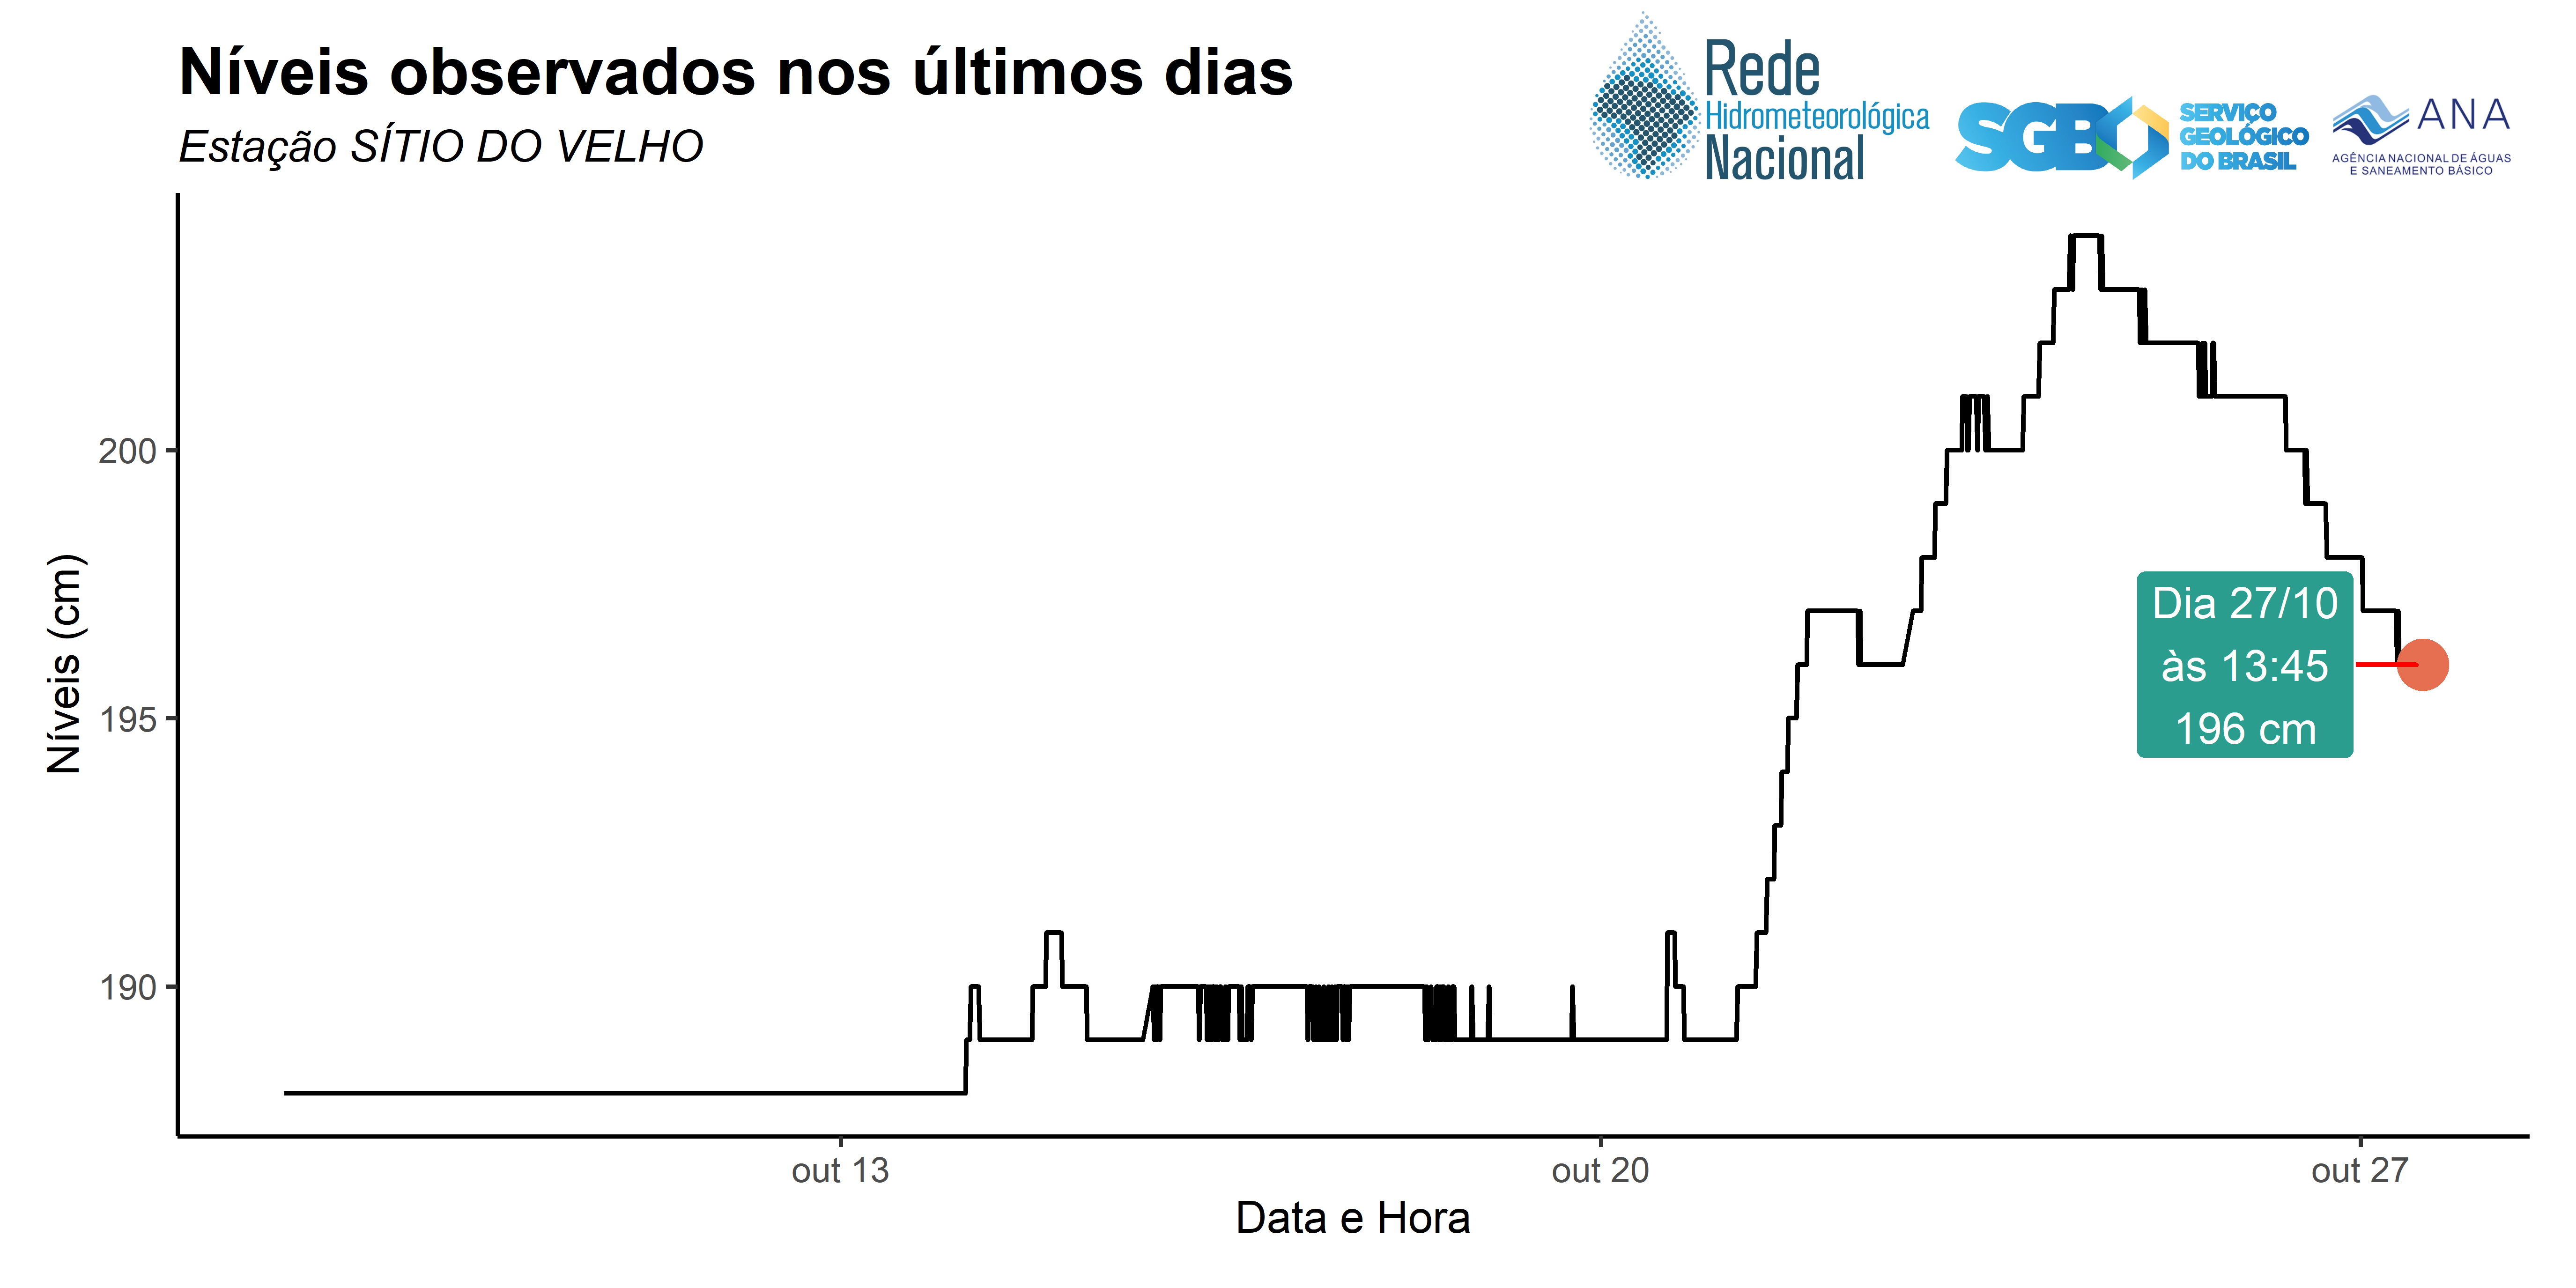 Níveis observados nos últimos dias
Estação SÍTIO DO VELHO
Rede
Hidrometeorológica
Nacional
SGB
SERVIÇO
GEOLÓGICO
DO BRASIL
ANA
AGÊNCIA NACIONAL DE ÁGUAS
E SANEAMENTO BÁSICO
Níveis (cm)
200
195
190
Dia 27/10
às 13:45
196 cm
out 13
out 20
out 27
Data e Hora